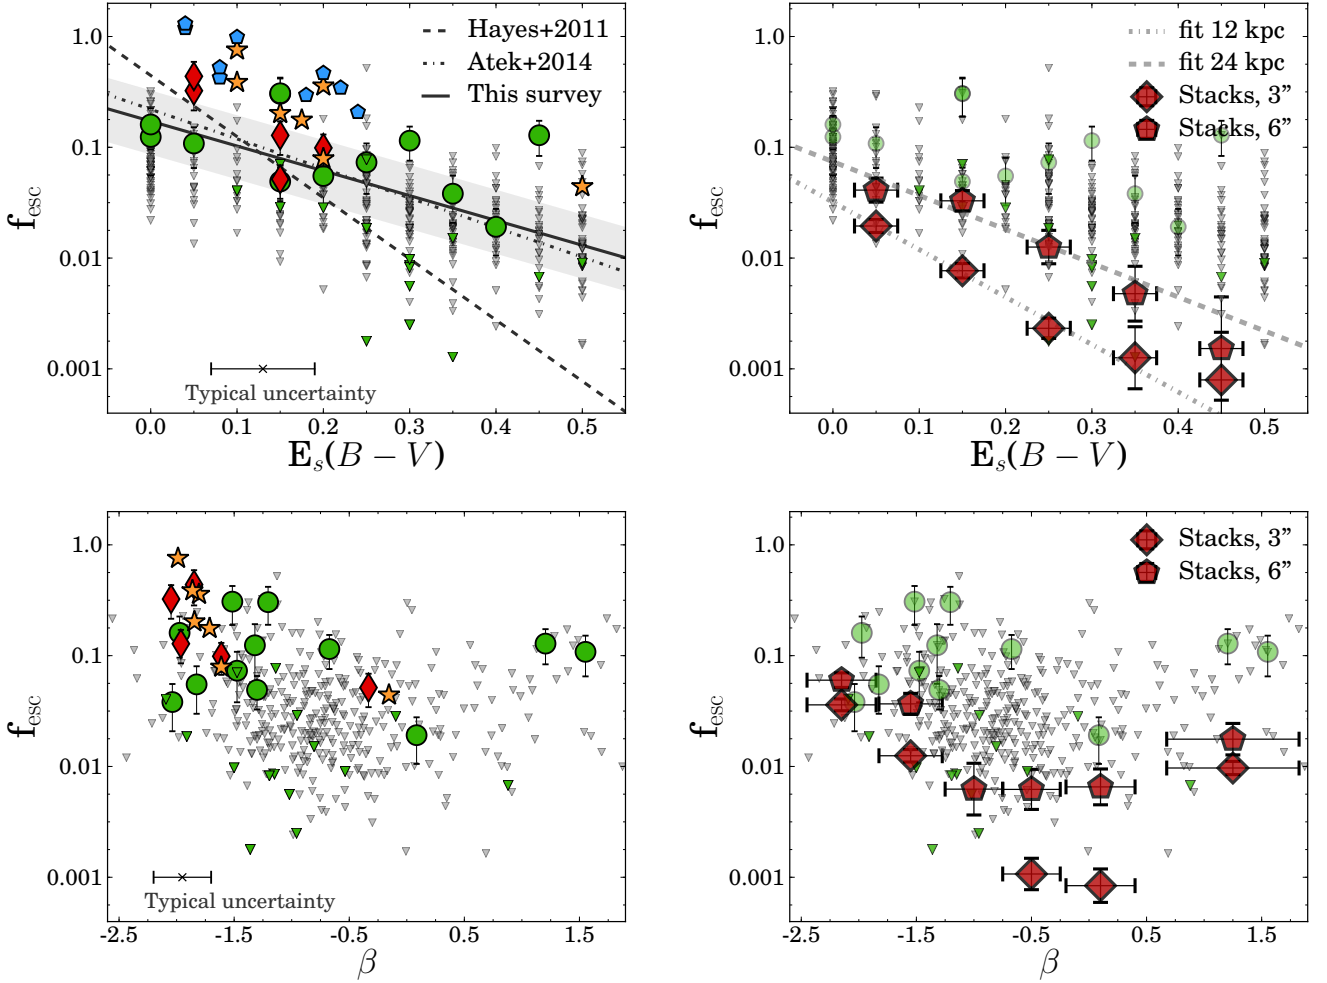 Hayes+2011
Atek+2014
This survey
1.0
0.1
0.01
0.001
f_esc
Typical uncertainty
0.0 0.1 0.2 0.3 0.4 0.5
E_s(B − V)
fit 12 kpc
fit 24 kpc
Stacks, 3”
Stacks, 6”
1.0
0.1
0.01
0.001
f_esc
0.0 0.1 0.2 0.3 0.4 0.5
E_s(B − V)
1.0
0.1
0.01
0.001
f_esc
Typical uncertainty
-2.5 -1.5 -0.5 0.5 1.5
β
Stacks, 3”
Stacks, 6”
1.0
0.1
0.01
0.001
f_esc
-2.5 -1.5 -0.5 0.5 1.5
β